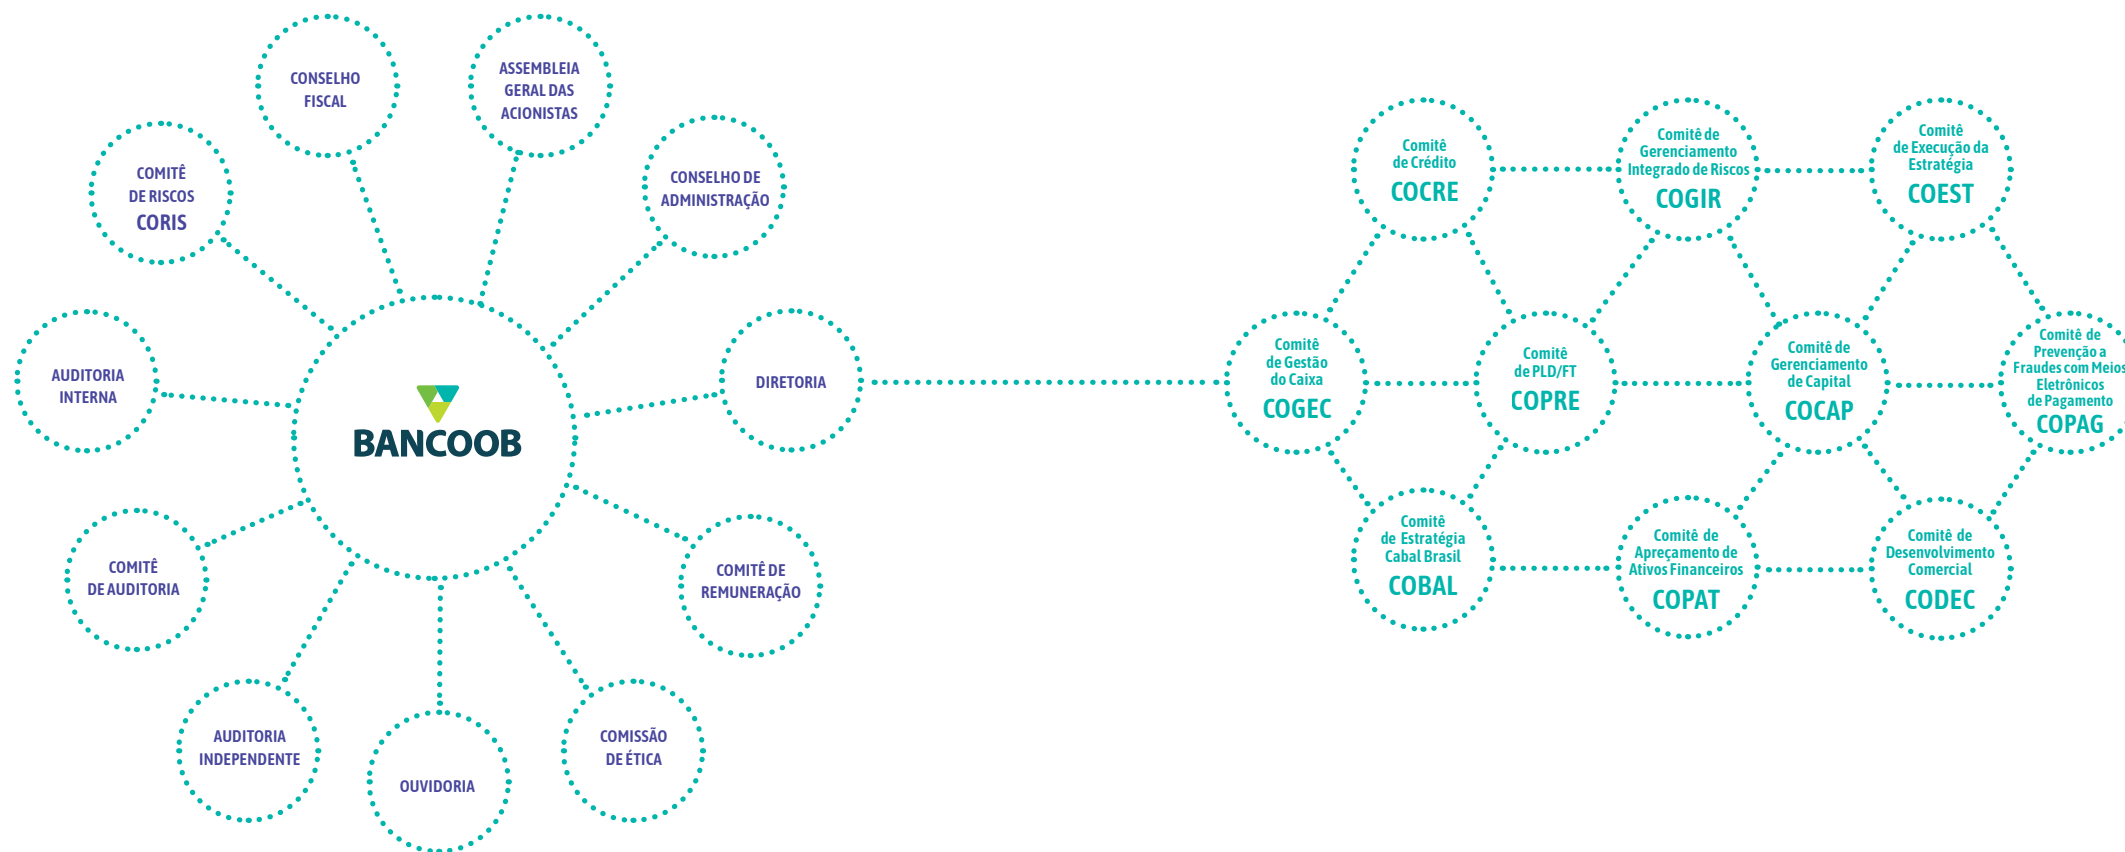 CONSELHO
FISCAL
ASSEMBLEIA
GERAL DAS
ACIONISTAS
COMITÊ
DE RISCOS
CORIS
CONSELHO DE
ADMINISTRAÇÃO
AUDITORIA
INTERNA
DIRETORIA
BANCOOB
COMITÊ
DE AUDITORIA
COMITÊ DE
REMUNERAÇÃO
AUDITORIA
INDEPENDENTE
OUVIDORIA
COMISSÃO
DE ÉTICA
Comitê
de Crédito
COCRE
Comitê de
Gerenciamento
Integrado de Riscos
COGIR
Comitê
de Execução da
Estratégia
COEST
Comitê
de Gestão
do Caixa
COGEC
Comitê
de PLD/FT
COPRE
Comitê de
Gerenciamento
de Capital
COCAP
Comitê de
Prevenção a
Fraudes com Meios
Eletrônicos
de Pagamento
COPAG
Comitê
de Estratégia
Cabal Brasil
COBAL
Comitê de
Apreçamento de
Ativos Financeiros
COPAT
Comitê de
Desenvolvimento
Comercial
CODEC